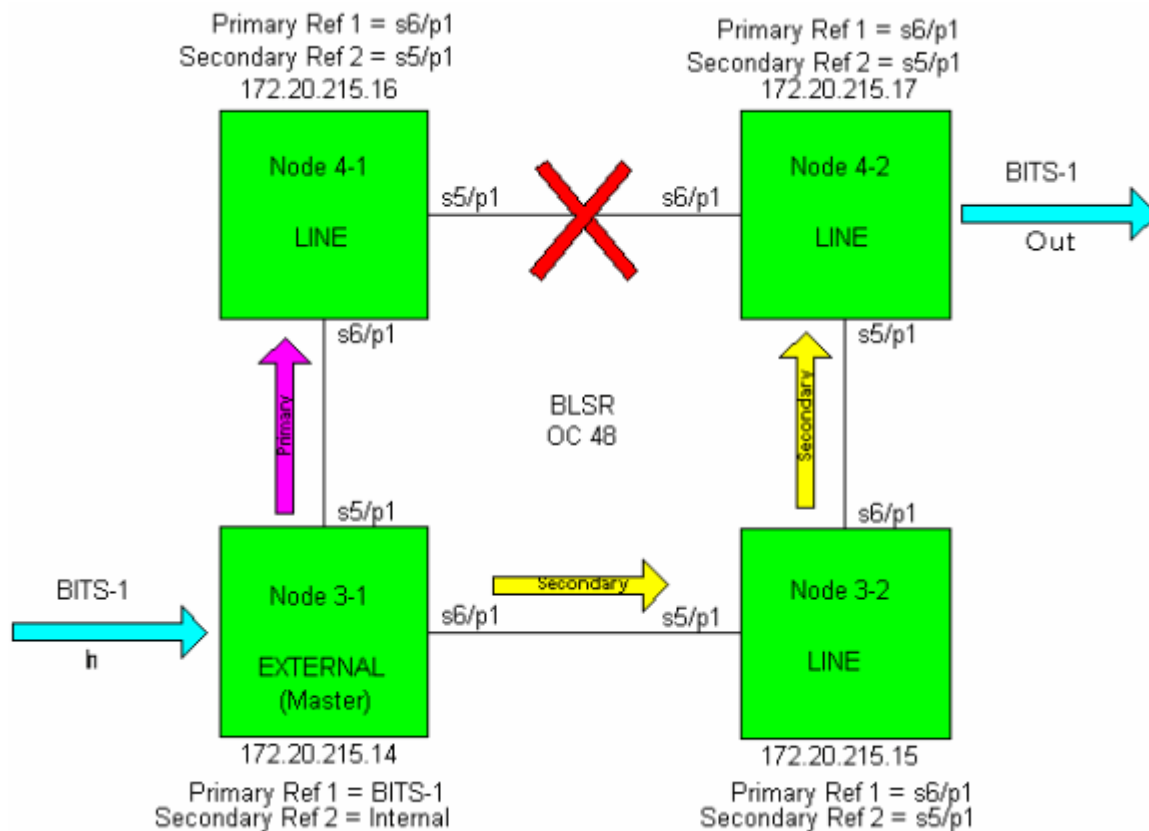 Primary Ref 1 = s6/p1
Secondary Ref 2 = s5/p1
172.20.215.16
Primary Ref 1 = s6/p1
Secondary Ref 2 = s5/p1
172.20.215.17
Node 4-1
LINE
s5/p1
s6/p1
Node 4-2
LINE
BITS-1
Out
s6/p1
s5/p1
Primary
BLSR
OC 48
Secondary
s5/p1
s6/p1
BITS-1
In
Node 3-1
EXTERNAL
(Master)
s6/p1
Secondary
s5/p1
Node 3-2
LINE
172.20.215.14
Primary Ref 1 = BITS-1
Secondary Ref 2 = Internal
172.20.215.15
Primary Ref 1 = s6/p1
Secondary Ref 2 = s5/p1